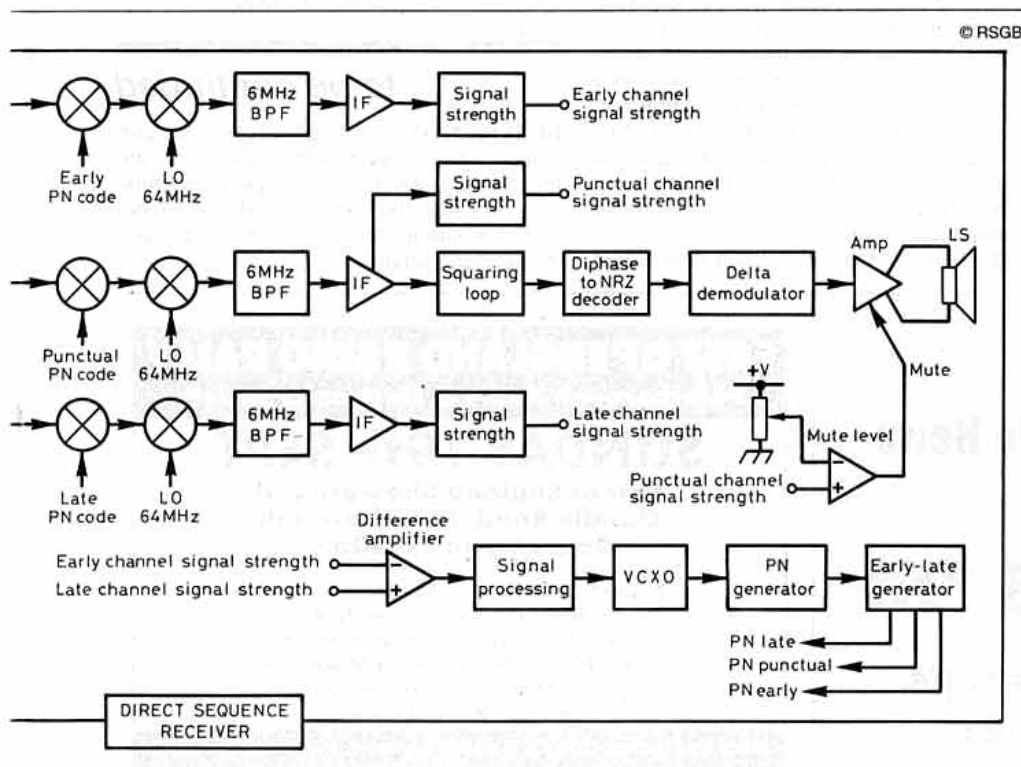 © RSGB
6MHz
BPF
IF
Signal
strength
Early channel
signal strength
Early
PN code
LO
64MHz
Signal
strength
Punctual channel
signal strength
6MHz
BPF
IF
Squaring
loop
Diphase
to NRZ
decoder
Delta
demodulator
Amp
LS
Punctual
PN code
LO
64MHz
Mute
6MHz
BPF
IF
Signal
strength
Late channel
signal strength
+V
Mute level
−
+
Punctual channel
signal strength
Late
PN code
LO
64MHz
Difference
amplifier
Early channel signal strength
Late channel signal strength
−
+
Signal
processing
VCXO
PN
generator
Early-late
generator
PN late
PN punctual
PN early
DIRECT SEQUENCE
RECEIVER